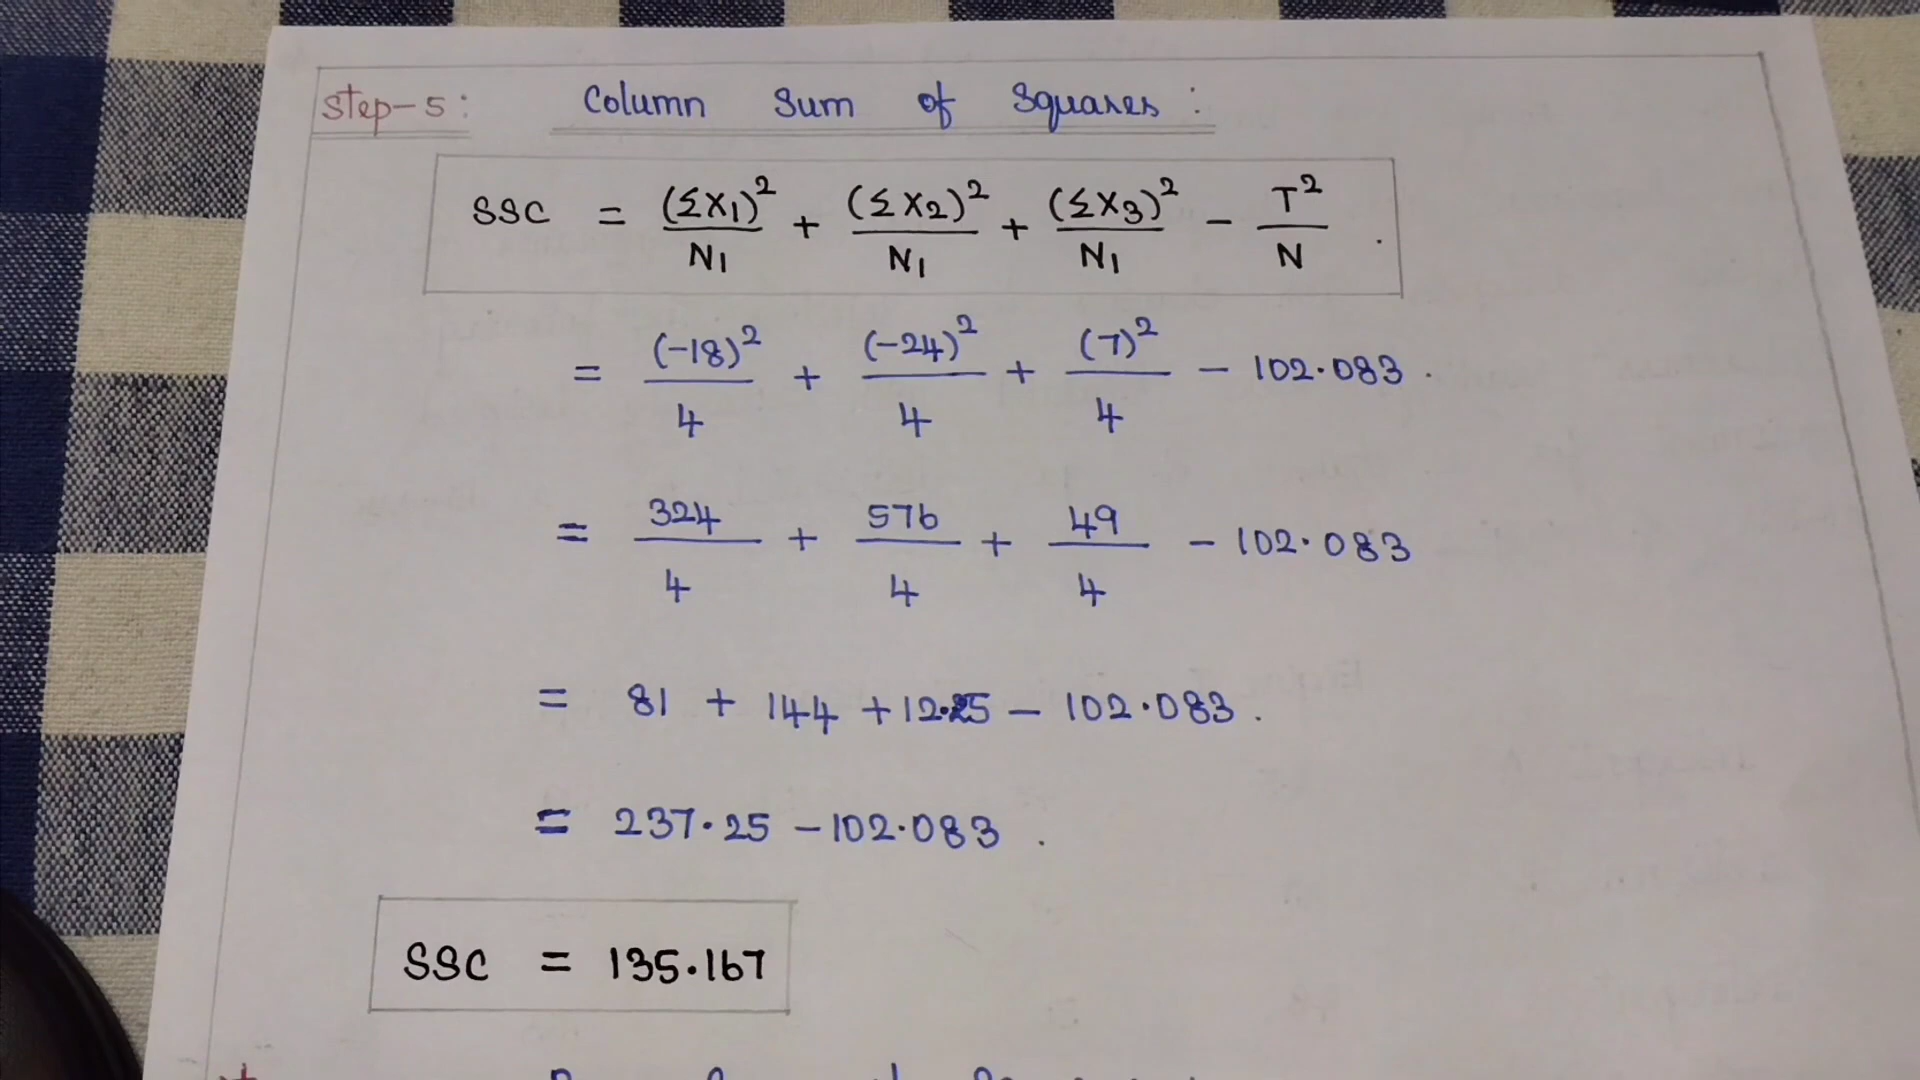 Step-5: Column Sum of Squares:
SSC = (ΣX1)²/N1 + (ΣX2)²/N1 + (ΣX3)²/N1 - T²/N .
= (-18)²/4 + (-24)²/4 + (7)²/4 - 102.083 .
= 324/4 + 576/4 + 49/4 - 102.083
= 81 + 144 + 12.25 - 102.083 .
= 237.25 - 102.083 .
SSC = 135.167